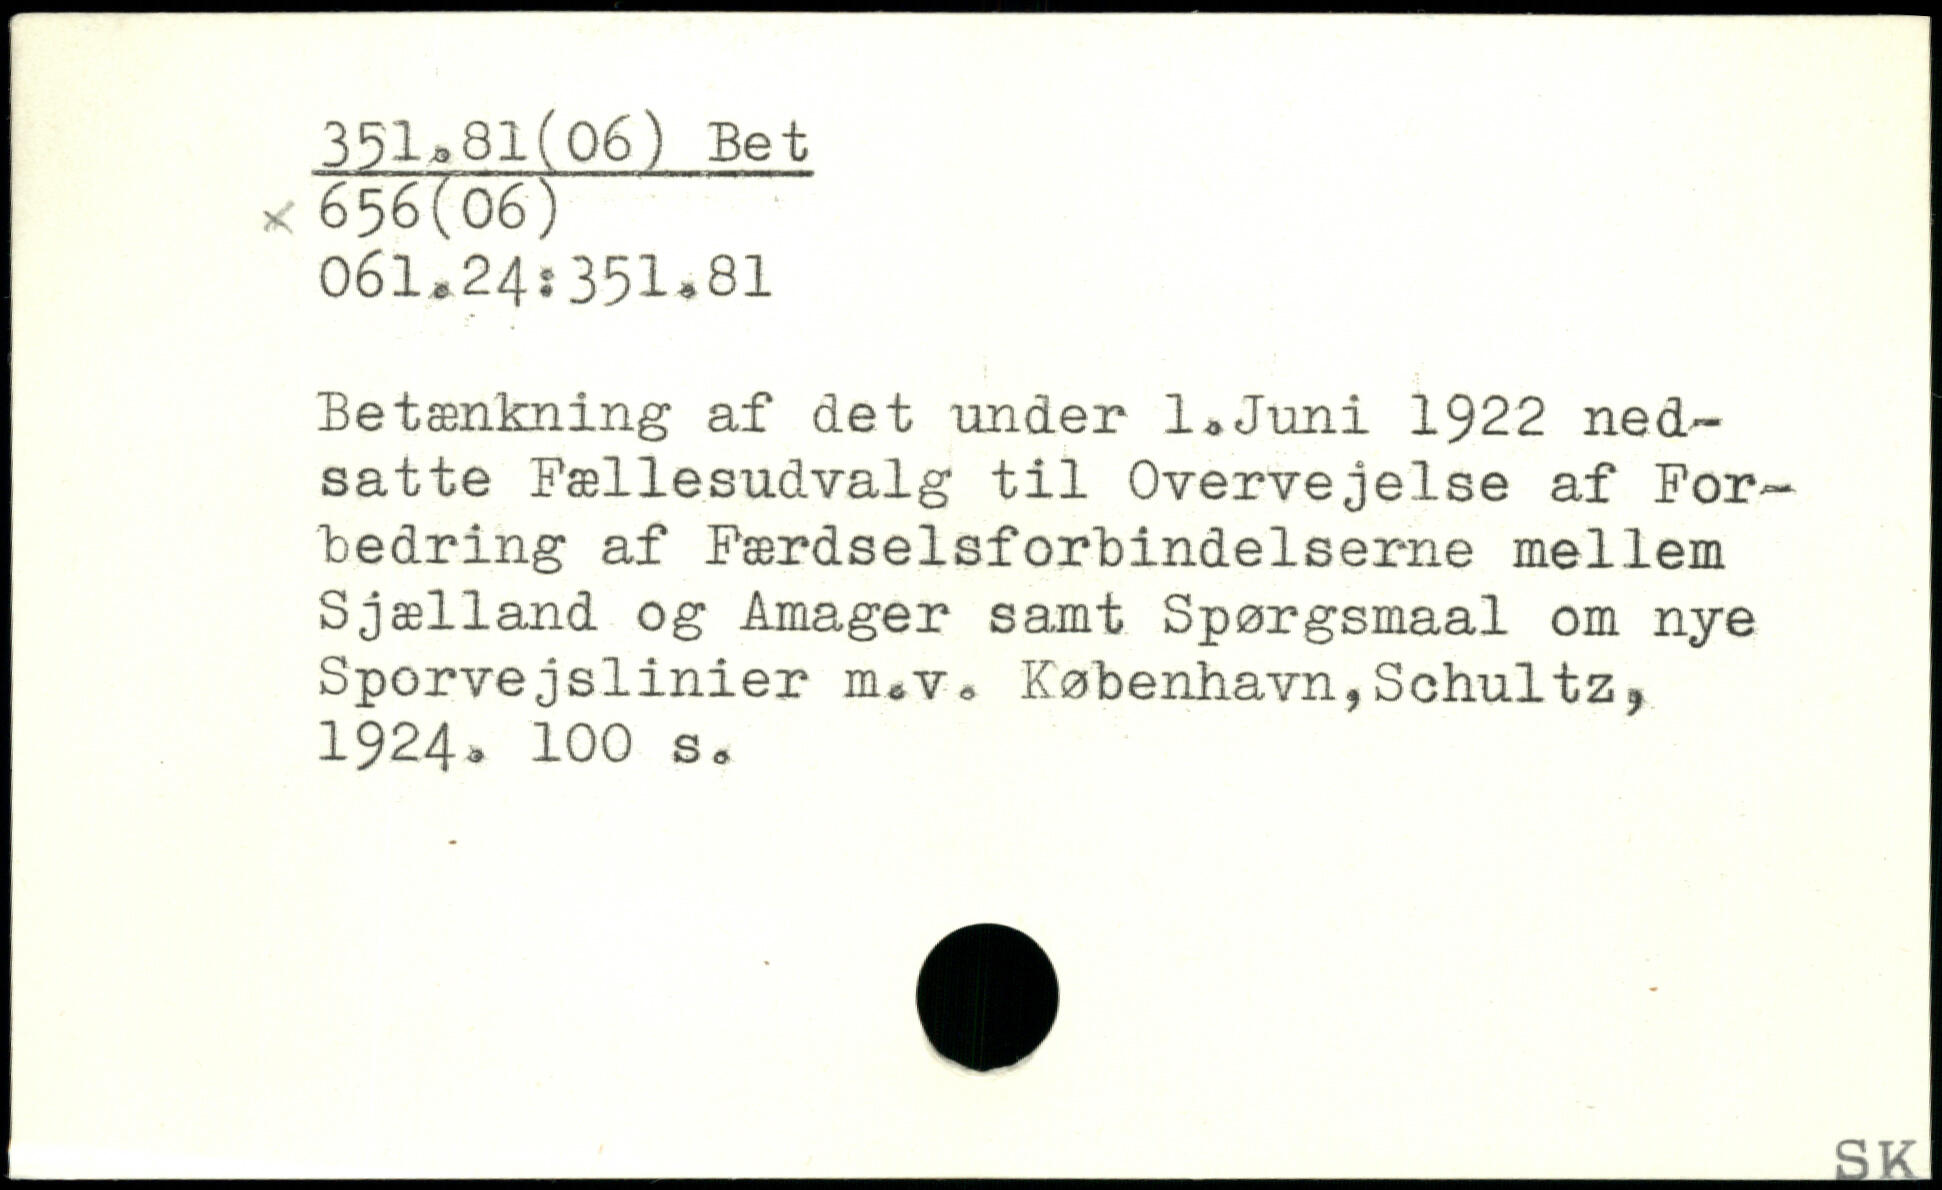 351.81(06) Bet
x 656(06)
061.24:351.81
Betænkning af det under 1.Juni 1922 ned-
satte Fællesudvalg til Overvejelse af For-
bedring af Færdselsforbindelserne mellem
Sjælland og Amager samt Spørgsmaal om nye
Sporvejslinier m.v. København,Schultz,
1924. 100 s.
SK